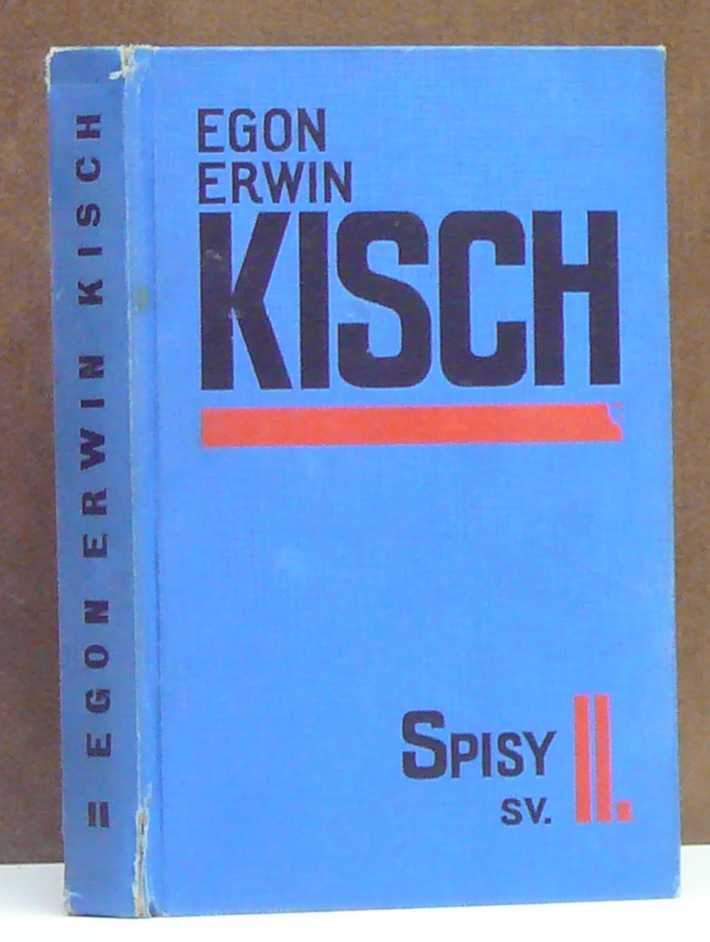 EGON
ERWIN
KISCH
SPISY II.
SV.
II EGON ERWIN KISCH